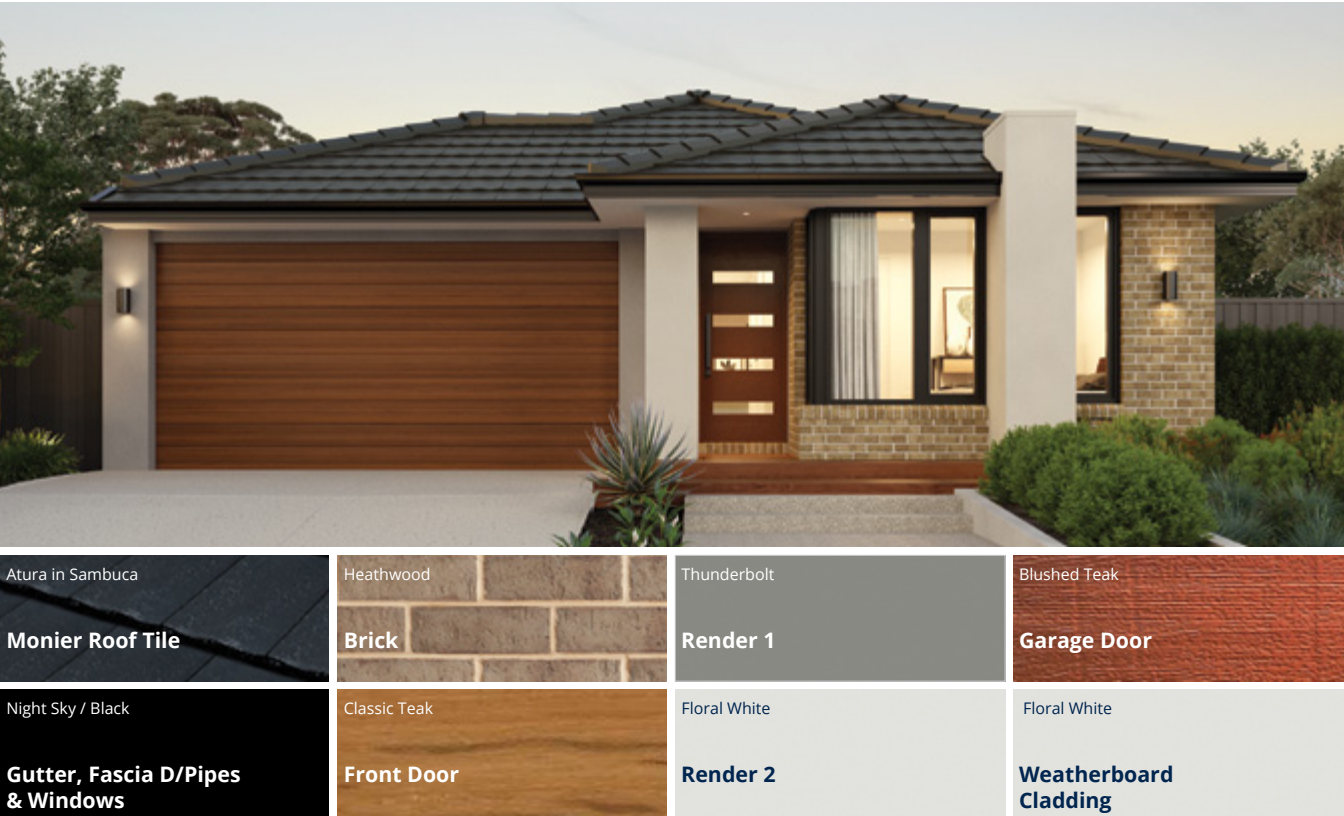 Atura in Sambuca
Monier Roof Tile
Heathwood
Brick
Thunderbolt
Render 1
Blushed Teak
Garage Door
Night Sky / Black
Gutter, Fascia D/Pipes
& Windows
Classic Teak
Front Door
Floral White
Render 2
Floral White
Weatherboard
Cladding